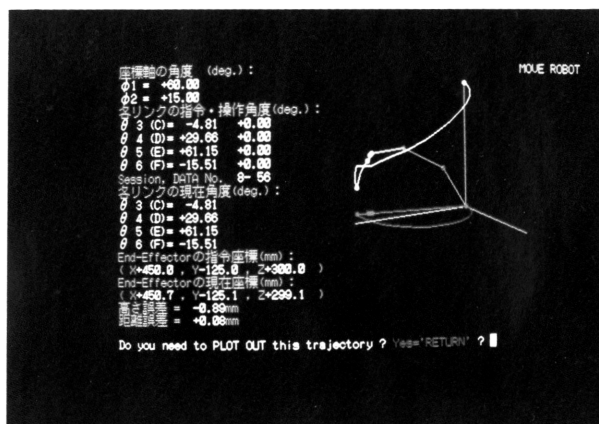 座標軸の角度 (deg.) :
φ1 = +60.00
φ2 = +15.00
各リンクの指令・操作角度(deg.) :
θ 3 (C)= -4.81 +0.00
θ 4 (D)= +29.66 +0.00
θ 5 (E)= +61.15 +0.00
θ 6 (F)= -15.51 +0.00
Session, DATA No. 8- 56
各リンクの現在角度(deg.) :
θ 3 (C)= -4.81
θ 4 (D)= +29.66
θ 5 (E)= +61.15
θ 6 (F)= -15.51
End-Effectorの指令座標(mm) :
( X+450.0 , Y-125.0 , Z+300.0 )
End-Effectorの現在座標(mm) :
( X+450.7 , Y-125.1 , Z+299.1 )
高さ誤差 = -0.89mm
距離誤差 = +0.08mm
Do you need to PLOT OUT this trajectory ? Yes='RETURN' ?
MOVE ROBOT